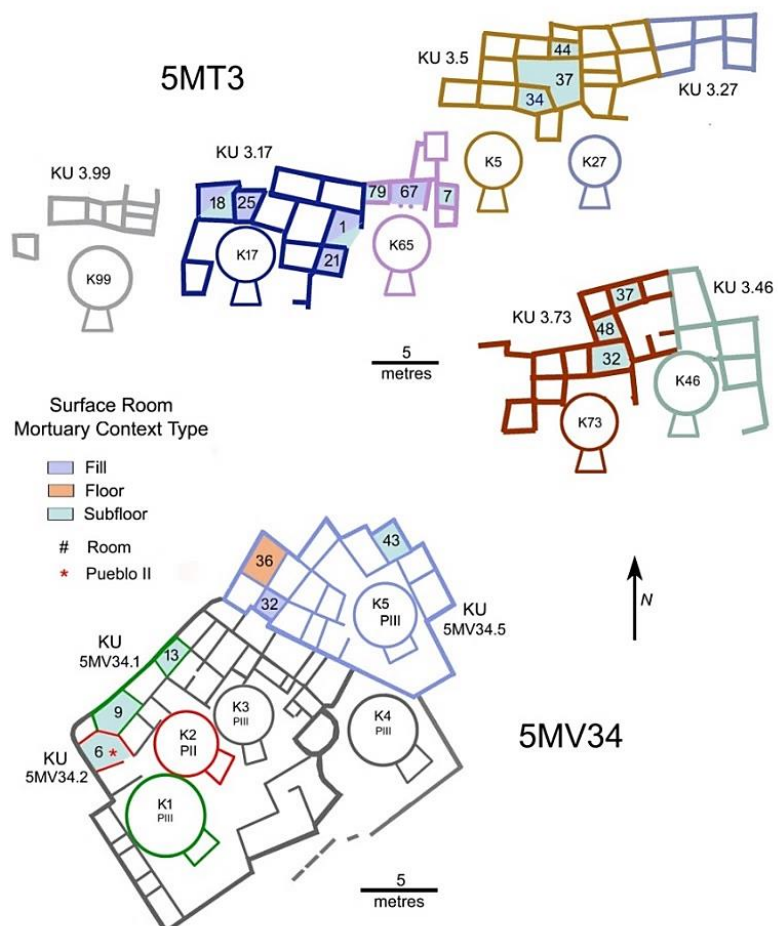 5MT3
KU 3.5
44
37
34
KU 3.27
K5
K27
KU 3.99
K99
KU 3.17
18
25
1
21
K17
79
67
7
K65
5
metres
KU 3.73
37
48
32
K73
KU 3.46
K46
Surface Room
Mortuary Context Type
Fill
Floor
Subfloor
# Room
* Pueblo II
N
36
32
43
K5
PIII
KU
5MV34.5
KU
5MV34.1
13
9
6 *
KU
5MV34.2
K3
PIII
K2
PII
K4
PIII
K1
PIII
5MV34
5
metres